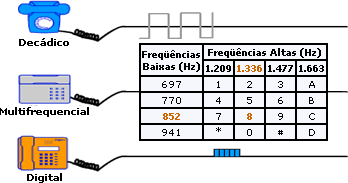 Decádico
Freqüências Baixas (Hz) Freqüências Altas (Hz)
1.209 1.336 1.477 1.663
697 1 2 3 A
770 4 5 6 B
852 7 8 9 C
941 * 0 # D
Multifrequencial
Digital